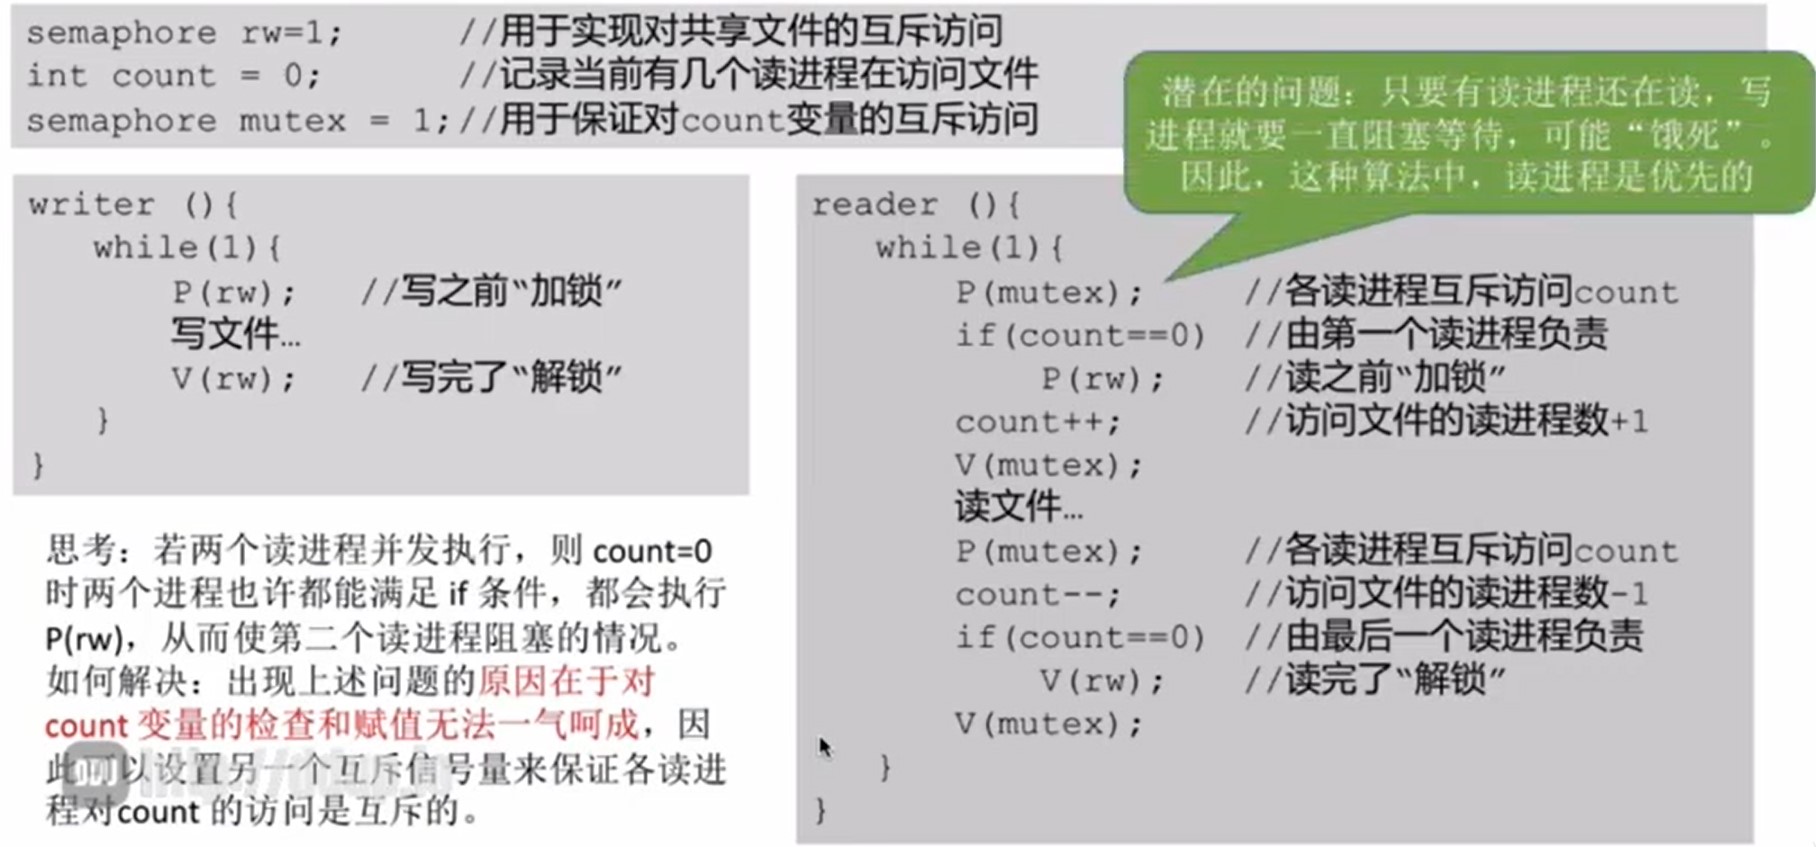 semaphore rw=1;      //用于实现对共享文件的互斥访问
int count = 0;       //记录当前有几个读进程在访问文件
semaphore mutex = 1;//用于保证对count变量的互斥访问
潜在的问题：只要有读进程还在读，写
进程就要一直阻塞等待，可能“饿死”。
因此，这种算法中，读进程是优先的
writer (){
while(1){
P(rw);   //写之前“加锁”
写文件…
V(rw);   //写完了“解锁”
}
}
思考：若两个读进程并发执行，则 count=0
时两个进程也许都能满足 if 条件，都会执行
P(rw)，从而使第二个读进程阻塞的情况。
如何解决：出现上述问题的原因在于对
count 变量的检查和赋值无法一气呵成，因
此可以设置另一个互斥信号量来保证各读进
程对count 的访问是互斥的。
reader (){
while(1){
P(mutex);     //各读进程互斥访问count
if(count==0)  //由第一个读进程负责
P(rw);    //读之前“加锁”
count++;      //访问文件的读进程数+1
V(mutex);
读文件…
P(mutex);     //各读进程互斥访问count
count--;      //访问文件的读进程数-1
if(count==0)  //由最后一个读进程负责
V(rw);    //读完了“解锁”
V(mutex);
}
}